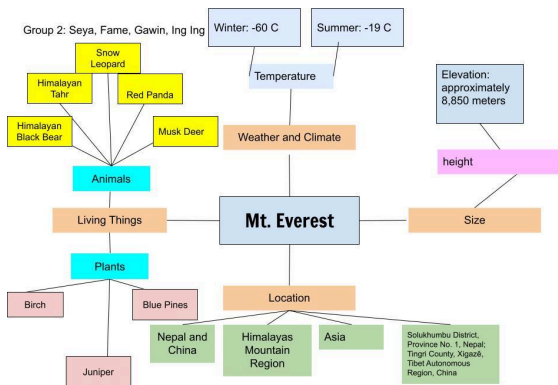 Group 2: Seya, Fame, Gawin, Ing Ing
Winter: -60 C
Summer: -19 C
Temperature
Weather and Climate
Snow
Leopard
Himalayan
Tahr
Red Panda
Himalayan
Black Bear
Musk Deer
Animals
Living Things
Plants
Birch
Blue Pines
Juniper
Mt. Everest
Elevation:
approximately
8,850 meters
height
Size
Location
Nepal and
China
Himalayas
Mountain
Region
Asia
Solukhumbu District,
Province No. 1, Nepal;
Tingri County, Xigazê,
Tibet Autonomous
Region, China